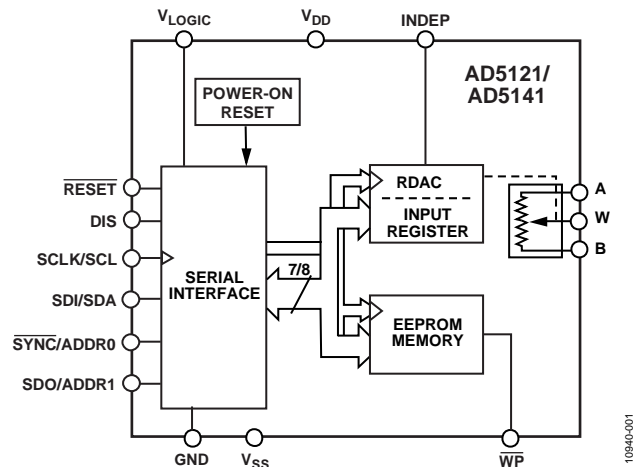 VLOGIC
VDD
INDEP
AD5121/
AD5141
POWER-ON
RESET
RESET
DIS
SCLK/SCL
SDI/SDA
SYNC/ADDR0
SDO/ADDR1
SERIAL
INTERFACE
7/8
RDAC
INPUT
REGISTER
EEPROM
MEMORY
A
W
B
GND
VSS
WP
10940-001